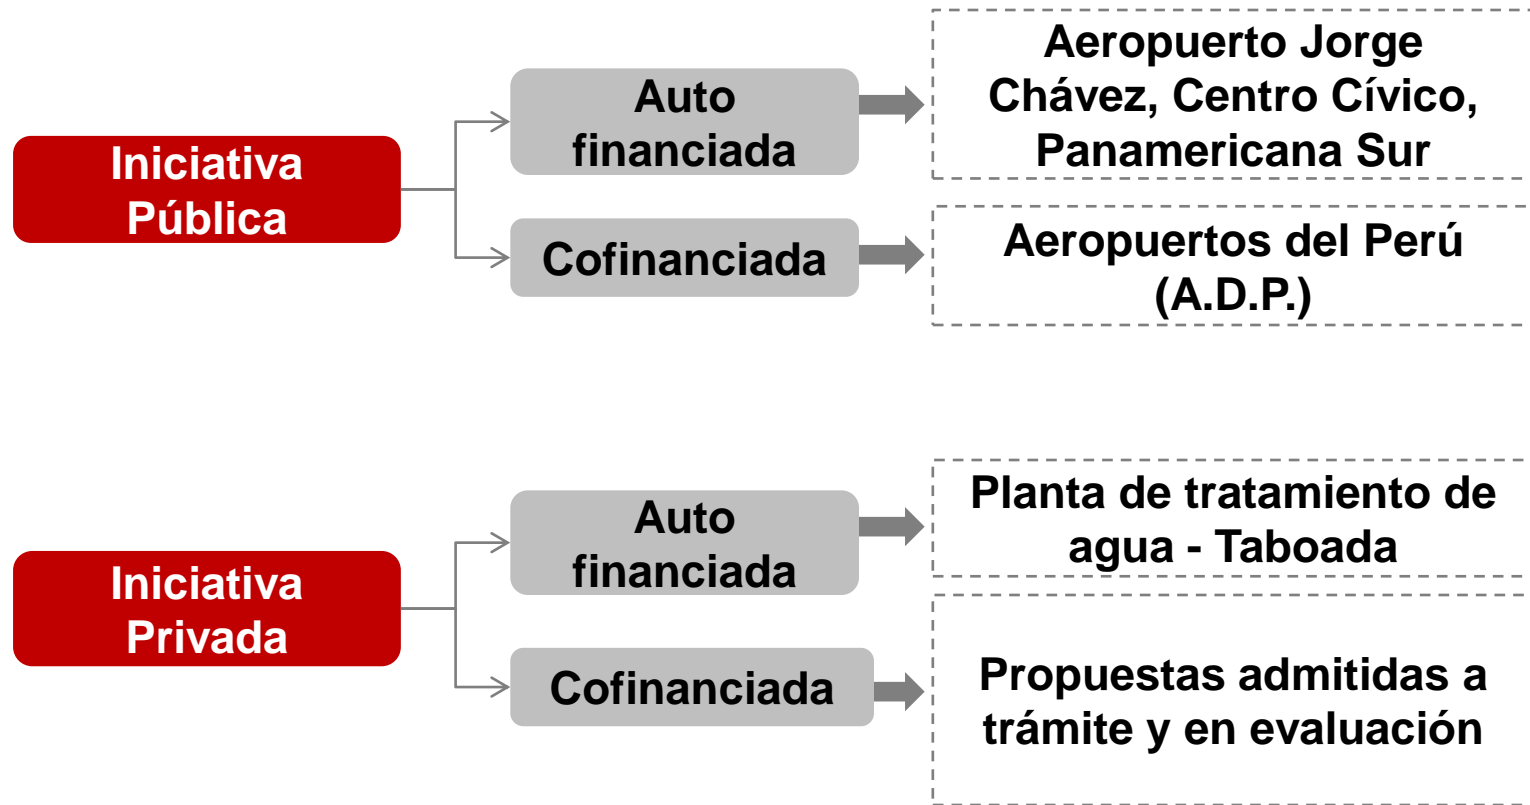 Iniciativa
Pública
Auto
financiada
Aeropuerto Jorge
Chávez, Centro Cívico,
Panamericana Sur
Cofinanciada
Aeropuertos del Perú
(A.D.P.)
Iniciativa
Privada
Auto
financiada
Planta de tratamiento de
agua - Taboada
Cofinanciada
Propuestas admitidas a
trámite y en evaluación